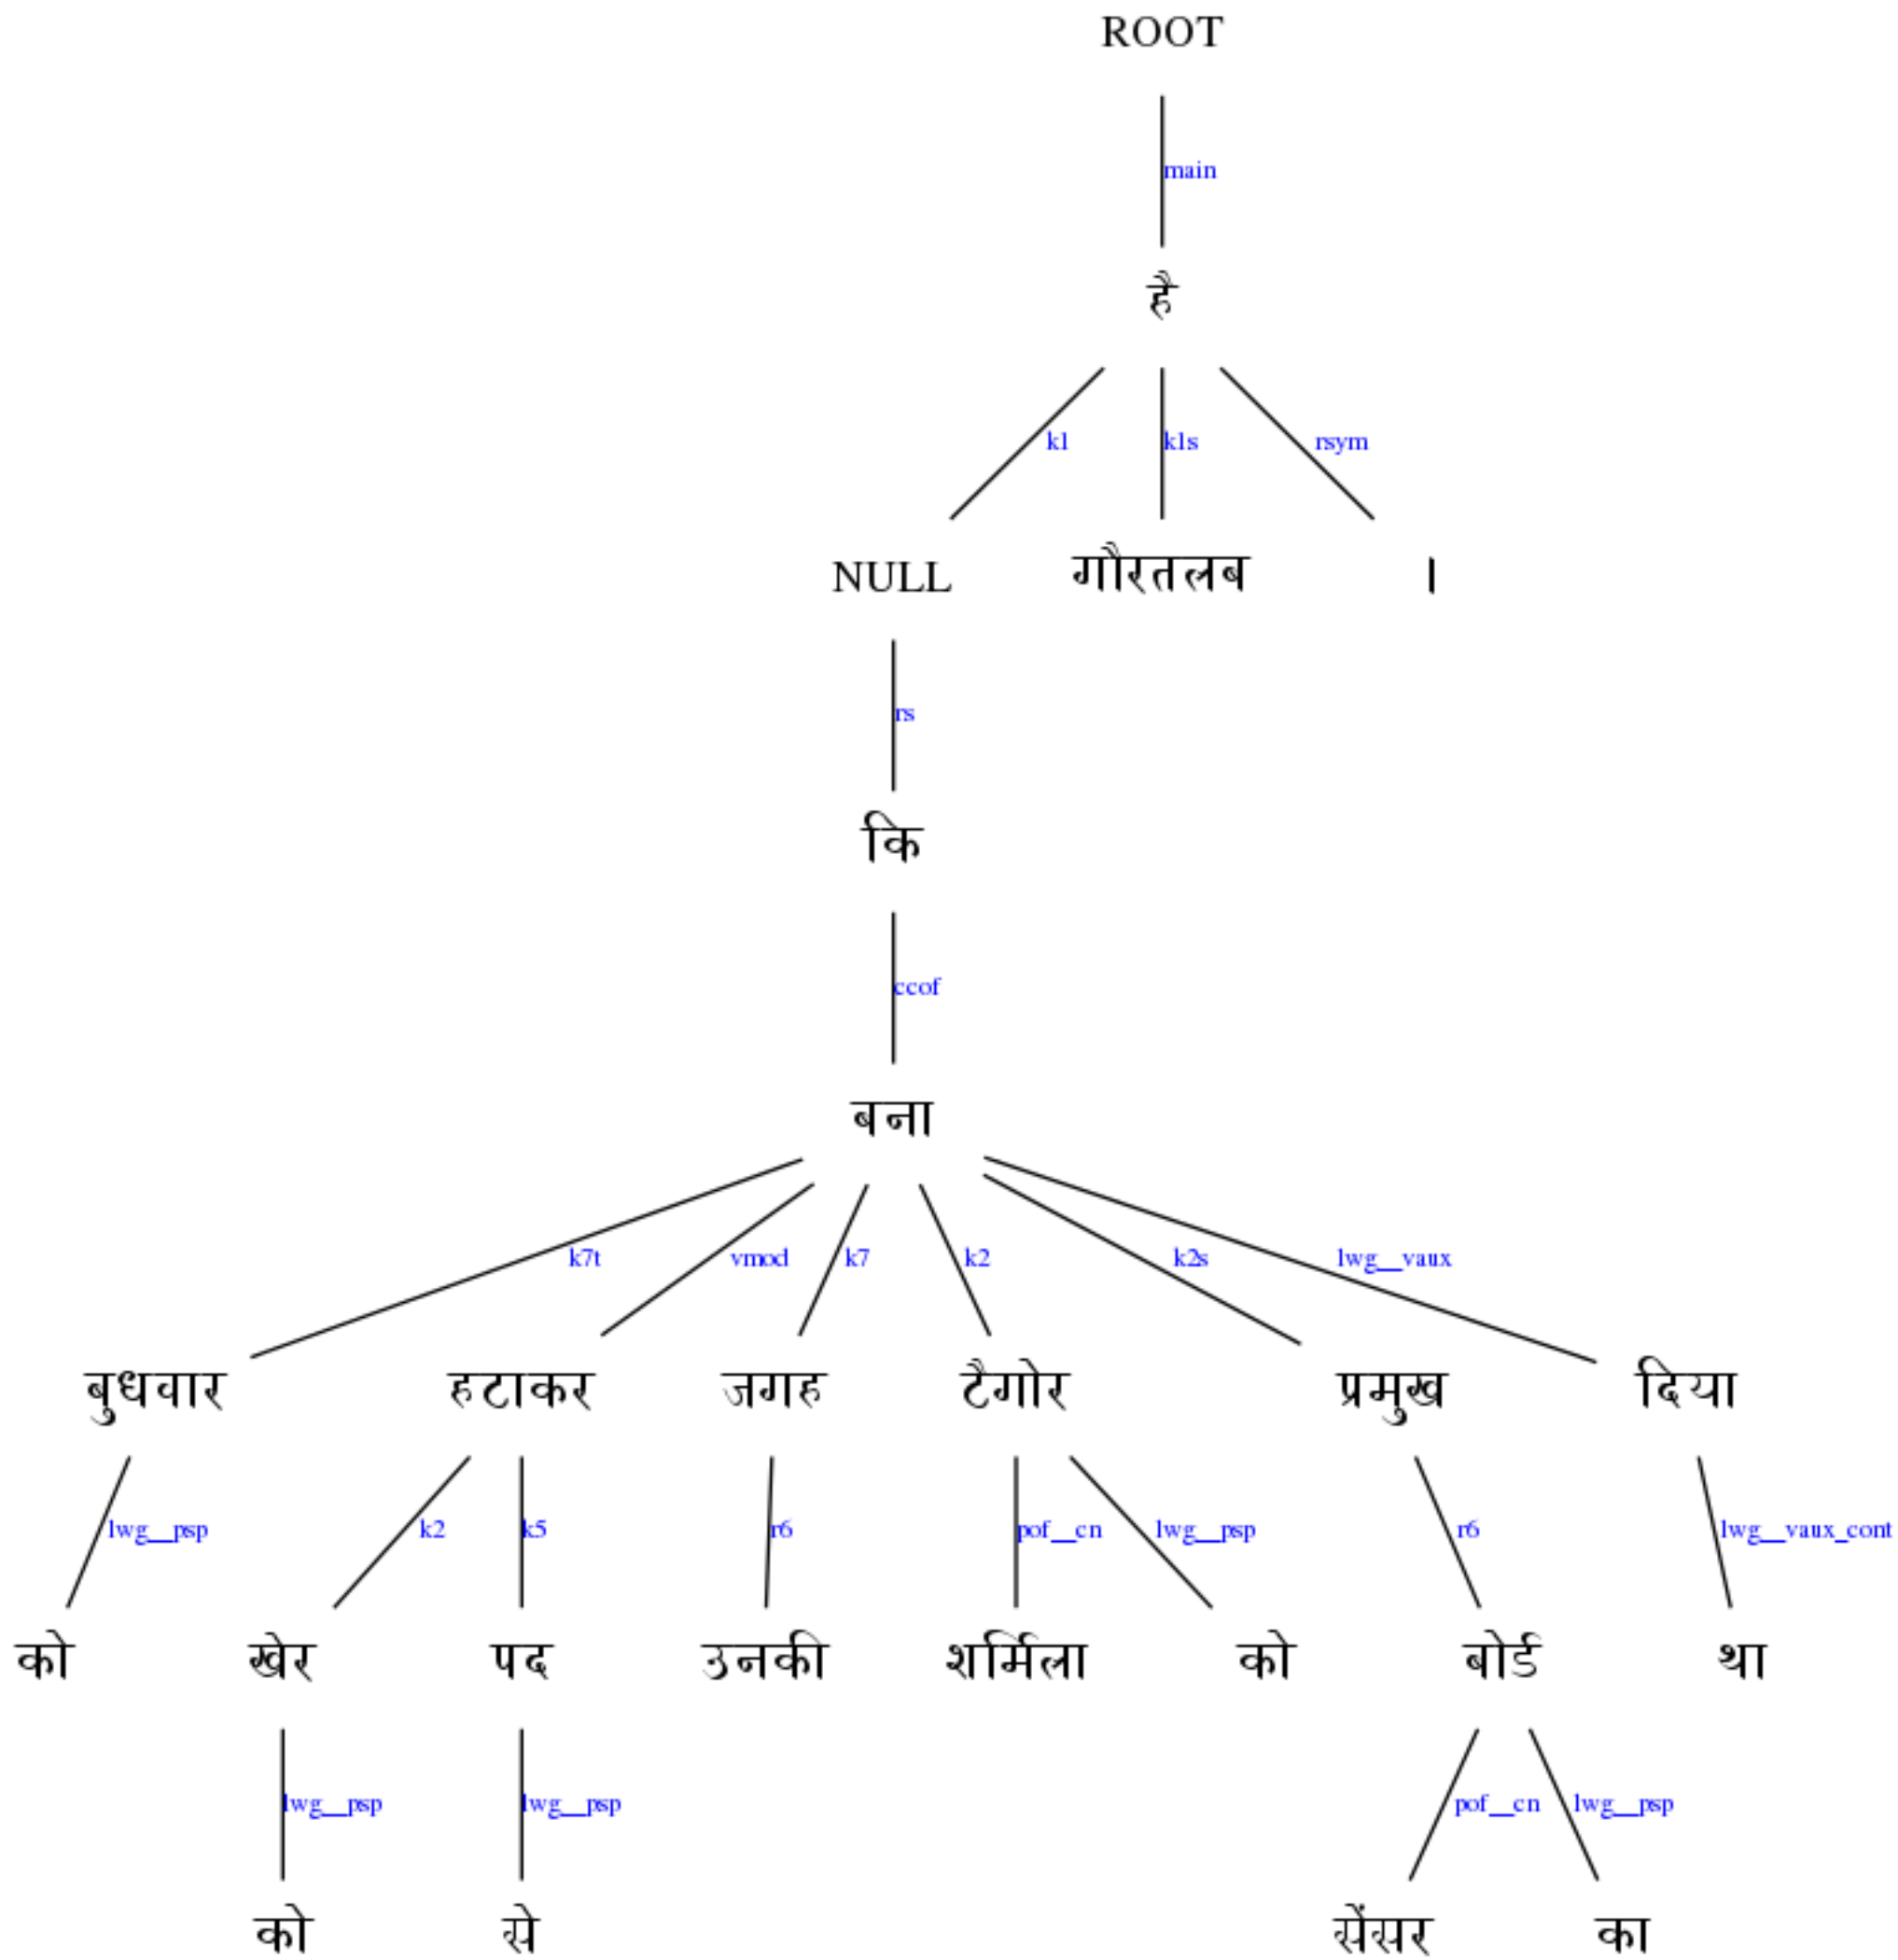 ROOT
main
है
k1 k1s rsym
NULL गौरतलब ।
rs
कि
ccof
बना
k7t vmod k7 k2 k2s lwg__vaux
बुधवार हटाकर जगह टैगोर प्रमुख दिया
lwg__psp k2 k5 r6 pof__cn lwg__psp r6 lwg__vaux_cont
को खेर पद उनकी शर्मिला को बोर्ड था
lwg__psp lwg__psp pof__cn lwg__psp
को से सेंसर का